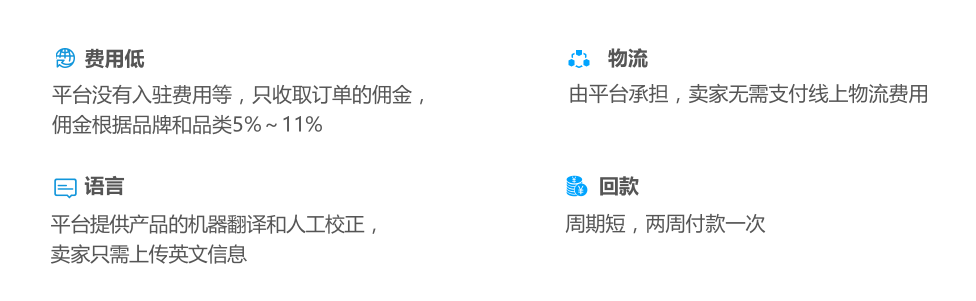 费用低
平台没有入驻费用等，只收取订单的佣金，
佣金根据品牌和品类5%～11%
物流
由平台承担，卖家无需支付线上物流费用
语言
平台提供产品的机器翻译和人工校正，
卖家只需上传英文信息
回款
周期短，两周付款一次